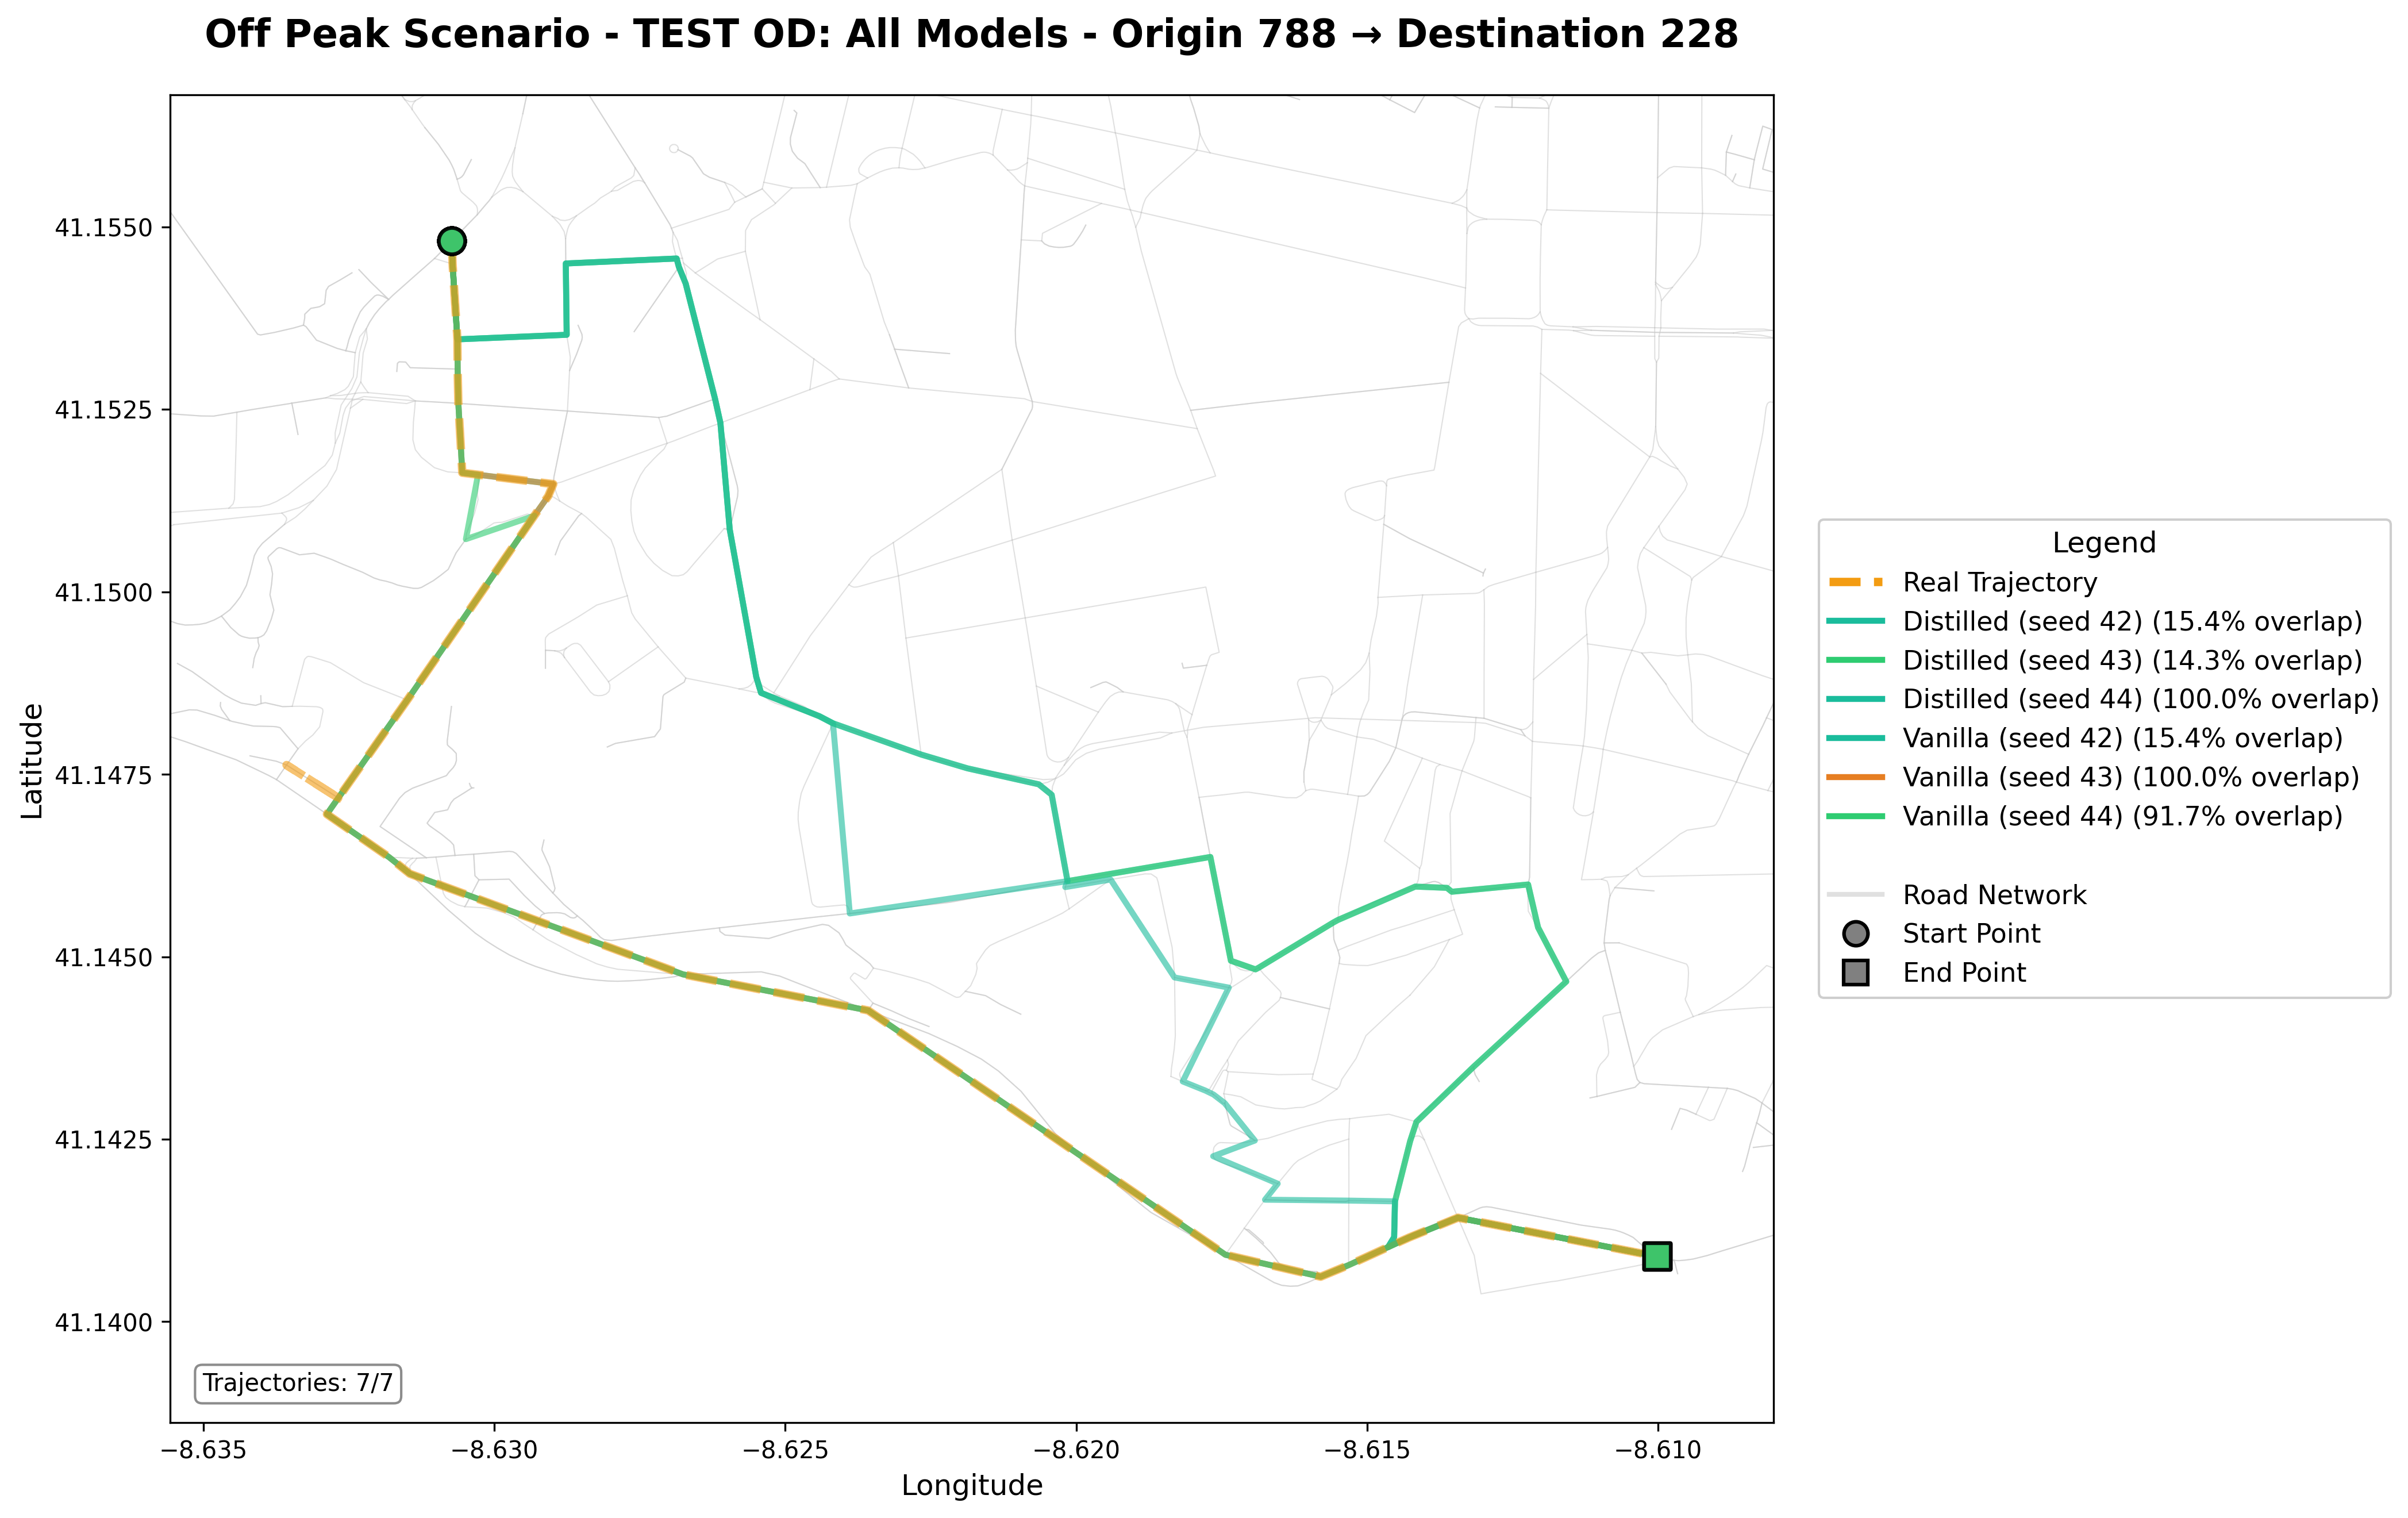 Off Peak Scenario - TEST OD: All Models - Origin 788 → Destination 228
41.1550
41.1525
41.1500
41.1475
41.1450
41.1425
41.1400
Latitude
Trajectories: 7/7
−8.635
−8.630
−8.625
−8.620
−8.615
−8.610
Longitude
Legend
Real Trajectory
Distilled (seed 42) (15.4% overlap)
Distilled (seed 43) (14.3% overlap)
Distilled (seed 44) (100.0% overlap)
Vanilla (seed 42) (15.4% overlap)
Vanilla (seed 43) (100.0% overlap)
Vanilla (seed 44) (91.7% overlap)
Road Network
Start Point
End Point